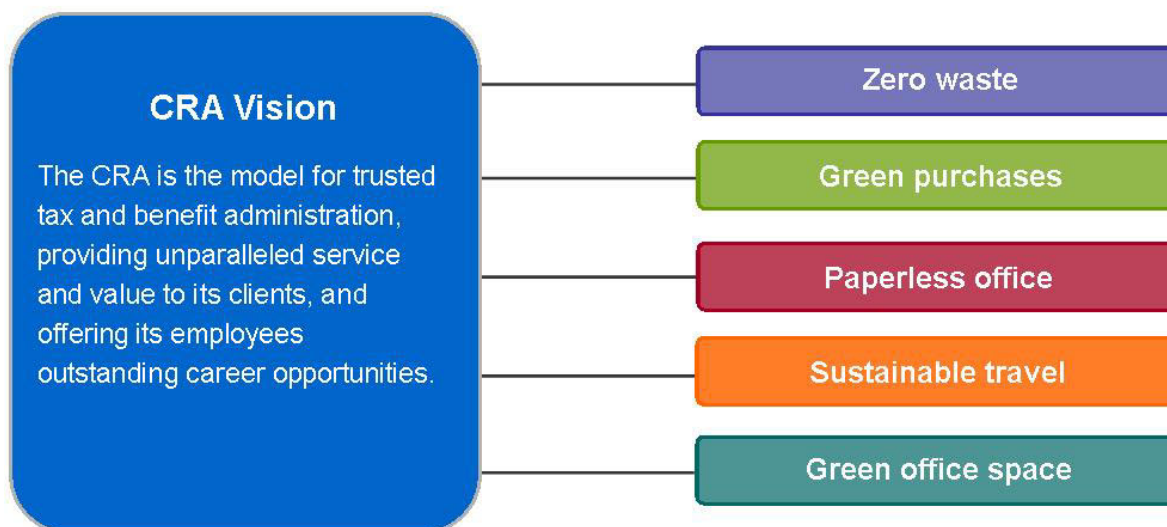 CRA Vision
The CRA is the model for trusted
tax and benefit administration,
providing unparalleled service
and value to its clients, and
offering its employees
outstanding career opportunities.
Zero waste
Green purchases
Paperless office
Sustainable travel
Green office space